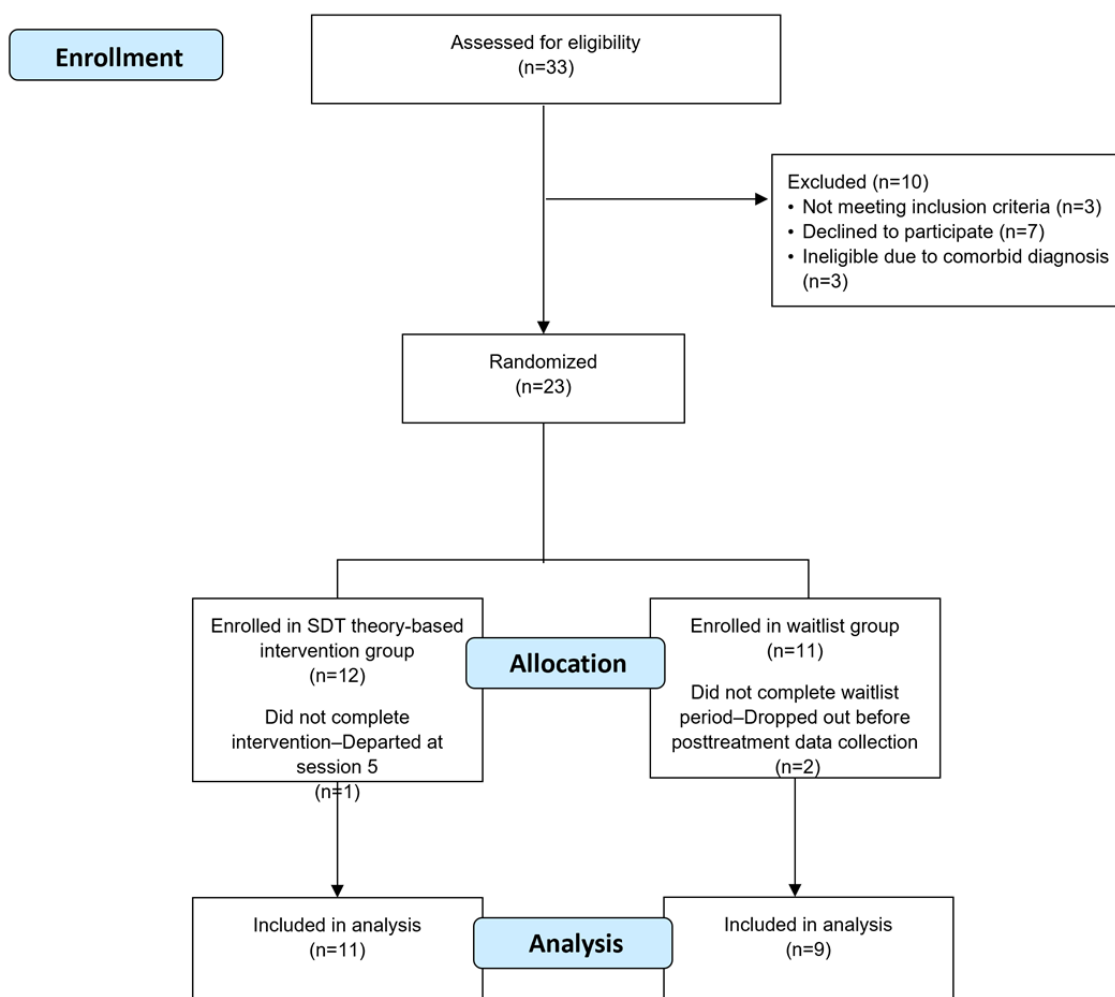 Enrollment
Assessed for eligibility
(n=33)
Excluded (n=10)
• Not meeting inclusion criteria (n=3)
• Declined to participate (n=7)
• Ineligible due to comorbid diagnosis
(n=3)
Randomized
(n=23)
Enrolled in SDT theory-based
intervention group
(n=12)
Did not complete
intervention–Departed at
session 5
(n=1)
Allocation
Enrolled in waitlist group
(n=11)
Did not complete waitlist
period–Dropped out before
posttreatment data collection
(n=2)
Included in analysis
(n=11)
Analysis
Included in analysis
(n=9)